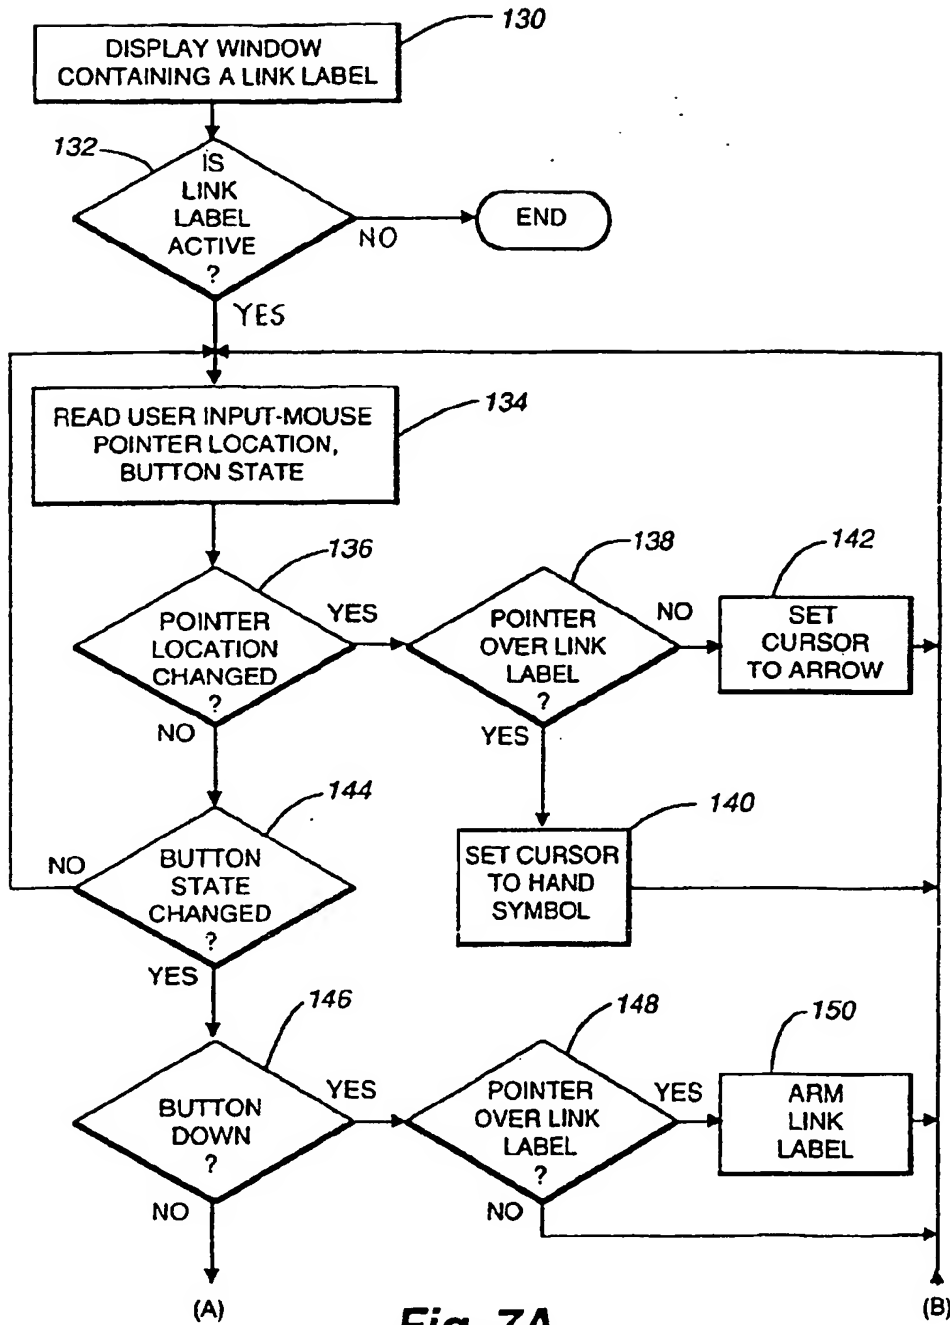 130
DISPLAY WINDOW
CONTAINING A LINK LABEL
132
IS
LINK
LABEL
ACTIVE
?
NO
END
YES
READ USER INPUT-MOUSE
POINTER LOCATION,
BUTTON STATE
134
136
POINTER
LOCATION
CHANGED
?
YES
NO
138
POINTER
OVER LINK
LABEL
?
NO
YES
142
SET
CURSOR
TO ARROW
140
SET CURSOR
TO HAND
SYMBOL
144
BUTTON
STATE
CHANGED
?
NO
YES
146
BUTTON
DOWN
?
YES
NO
148
POINTER
OVER LINK
LABEL
?
YES
NO
150
ARM
LINK
LABEL
(A)
(B)
Fig. 7A